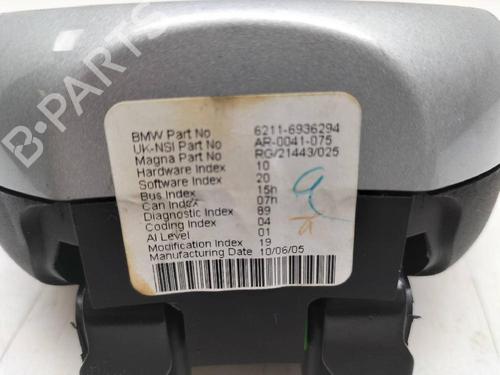 B-PARTS
BMW Part No 6211-6936294
UK-NSI Part No AR-0041-075
Magna Part No RG/21443/025
Hardware Index 10
Software Index 20
Bus Index 15h
Can Index 07h
Diagnostic Index 89
Coding Index 04
AI Level 01
Modification Index 19
Manufacturing Date 10/06/05